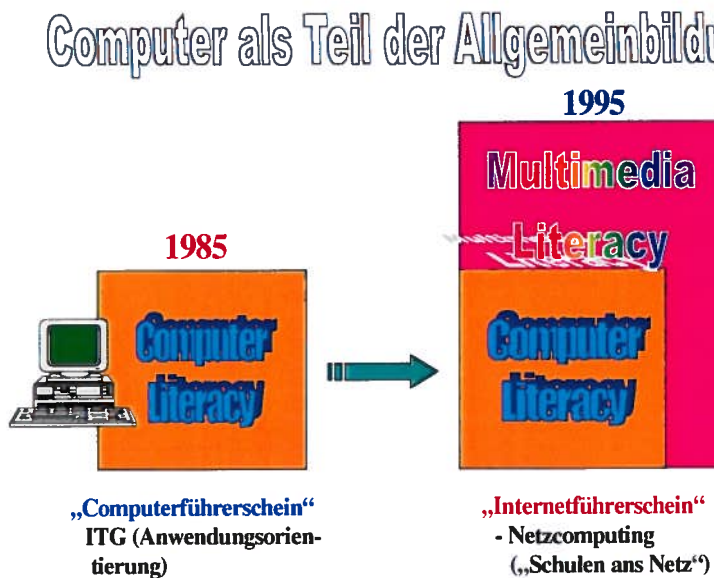 Computer als Teil der Allgemeinbildu
1995
Multimedia
Literacy
1985
Computer
Literacy
Computer
Literacy
„Computerführerschein“
ITG (Anwendungsorien-
tierung)
„Internetführerschein“
- Netzcomputing
(„Schulen ans Netz“)